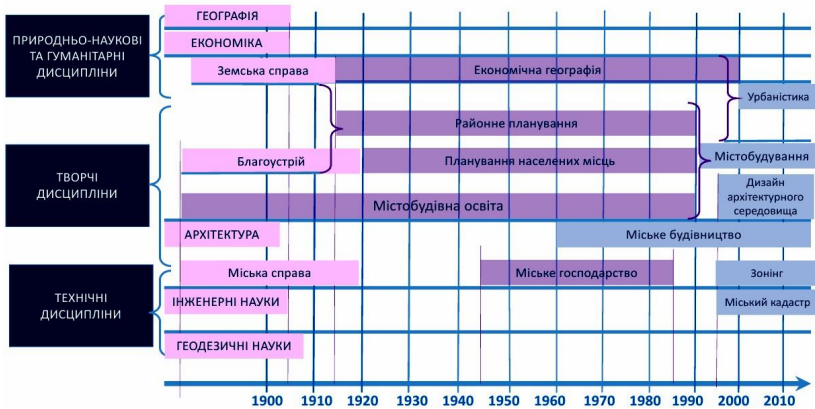 ПРИРОДНЬО-НАУКОВІ
ТА ГУМАНІТАРНІ
ДИСЦИПЛІНИ
ТВОРЧІ
ДИСЦИПЛІНИ
ТЕХНІЧНІ
ДИСЦИПЛІНИ
ГЕОГРАФІЯ
ЕКОНОМІКА
Земська справа
Економічна географія
Урбаністика
Районне планування
Благоустрій
Планування населених місць
Містобудування
Містобудівна освіта
Дизайн
архітектурного
середовища
АРХІТЕКТУРА
Міське будівництво
Міська справа
Міське господарство
Зонінг
ІНЖЕНЕРНІ НАУКИ
Міський кадастр
ГЕОДЕЗИЧНІ НАУКИ
1900 1910 1920 1930 1940 1950 1960 1970 1980 1990 2000 2010